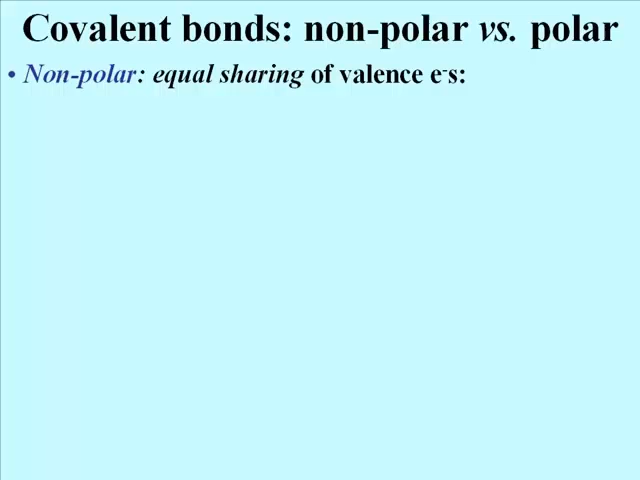 Covalent bonds: non-polar vs. polar
• Non-polar: equal sharing of valence e⁻s: